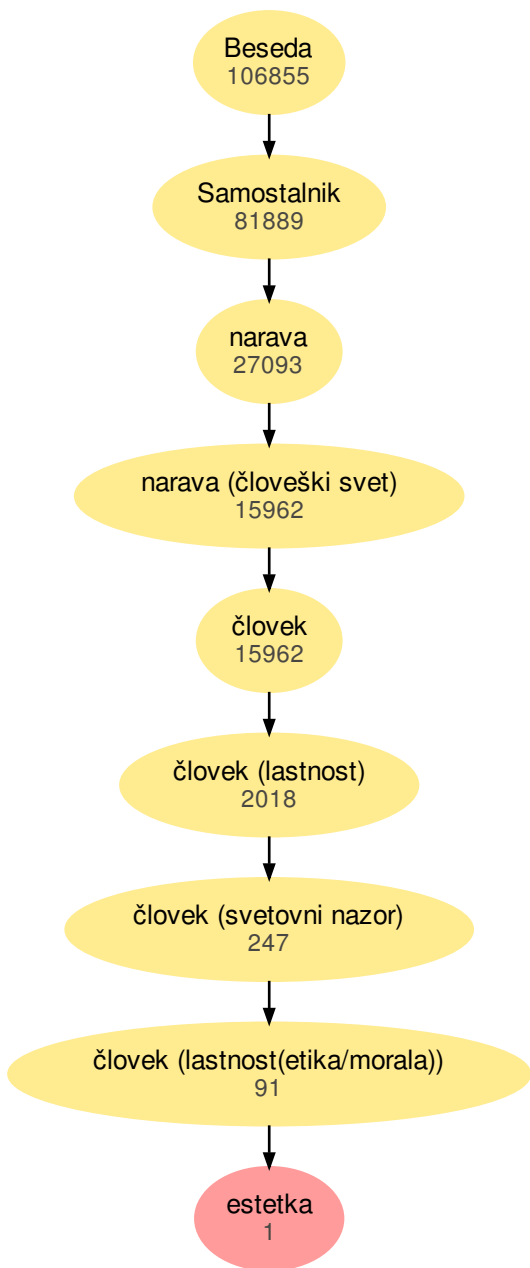 Beseda
106855
Samostalnik
81889
narava
27093
narava (človeški svet)
15962
človek
15962
človek (lastnost)
2018
človek (svetovni nazor)
247
človek (lastnost(etika/morala))
91
estetka
1